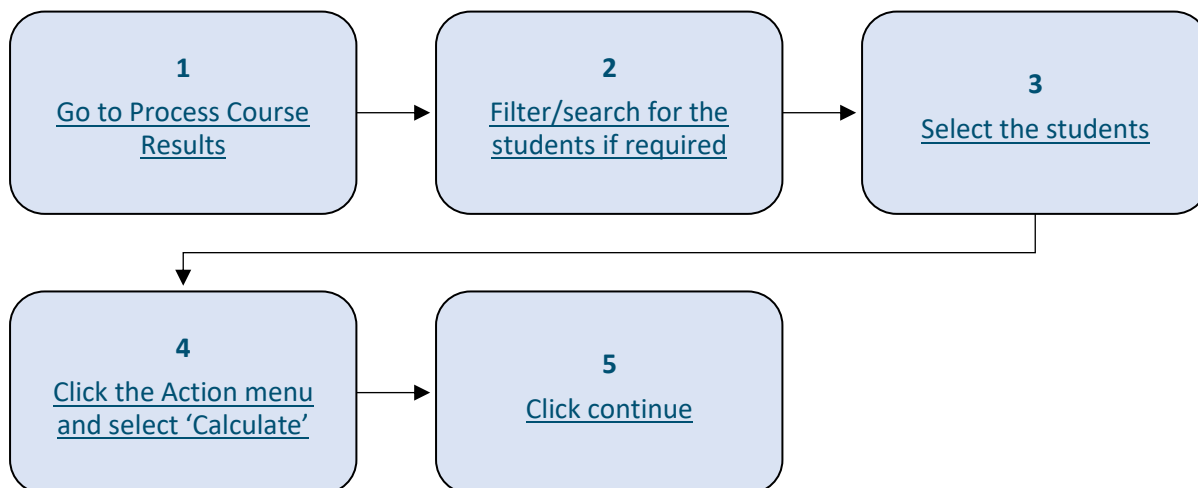 1
Go to Process Course
Results
2
Filter/search for the
students if required
3
Select the students
4
Click the Action menu
and select ‘Calculate’
5
Click continue